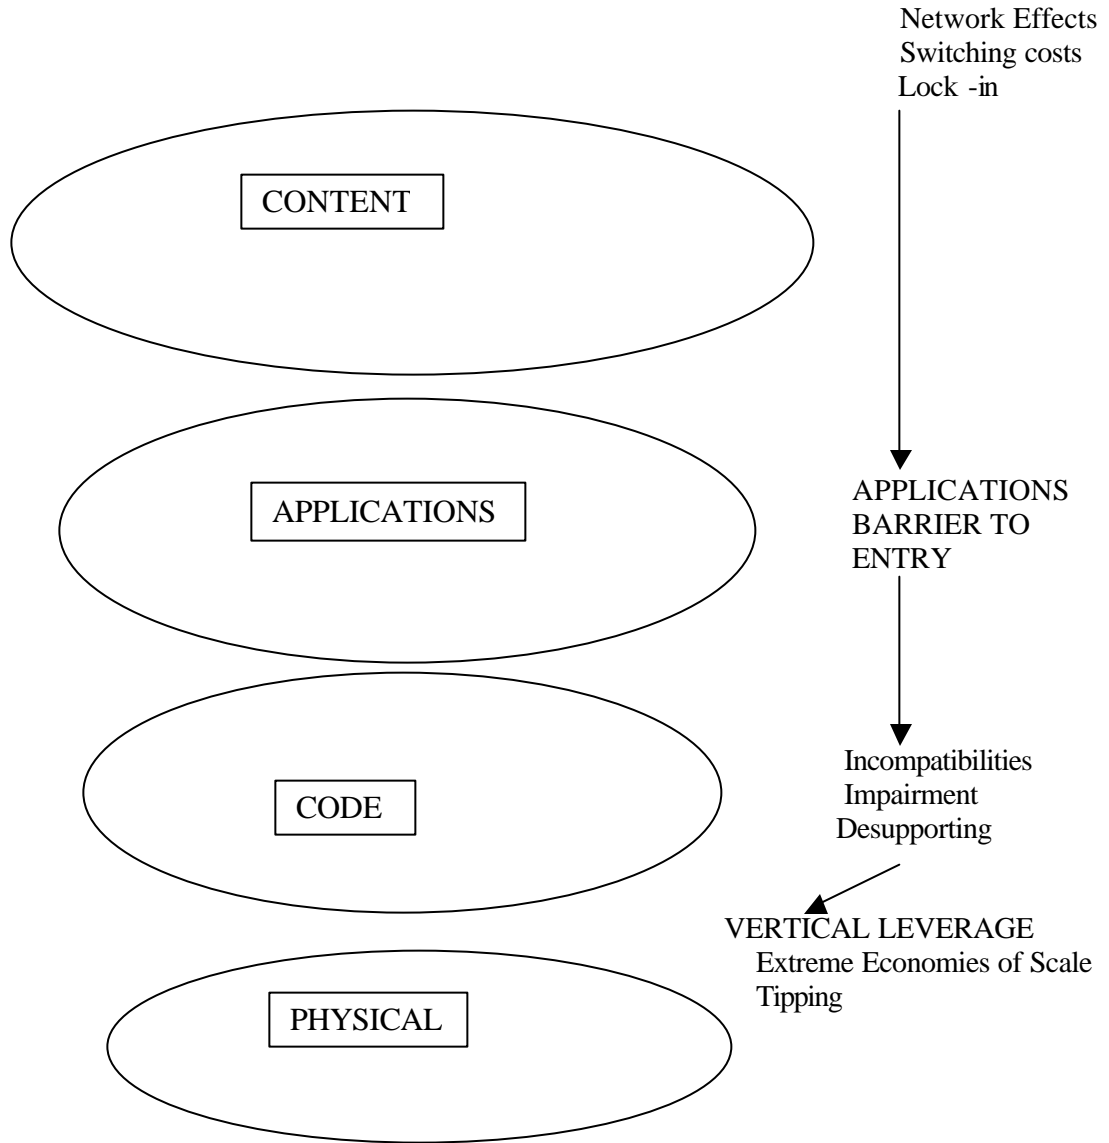 Network Effects
Switching costs
Lock -in
CONTENT
APPLICATIONS
APPLICATIONS
BARRIER TO
ENTRY
CODE
Incompatibilities
Impairment
Desupporting
VERTICAL LEVERAGE
Extreme Economies of Scale
Tipping
PHYSICAL